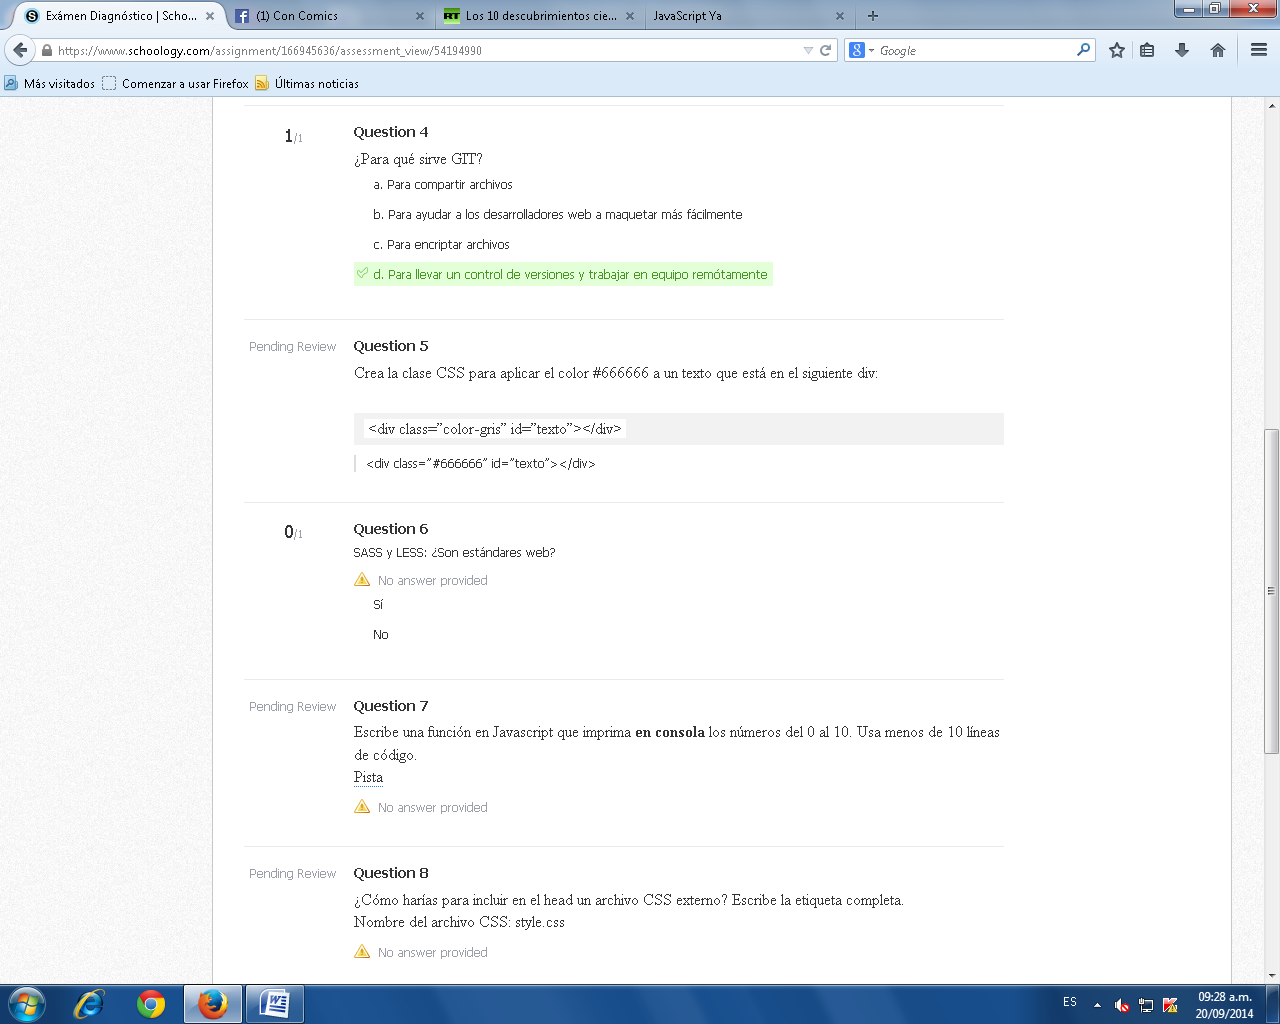 Exámen Diagnóstico | Schoo...
(1) Con Comics
RT Los 10 descubrimientos cie...
JavaScript Ya
https://www.schoology.com/assignment/166945636/assessment_view/54194990
Google
Más visitados
Comenzar a usar Firefox
Últimas noticias
1/1
Question 4
¿Para qué sirve GIT?
a. Para compartir archivos
b. Para ayudar a los desarrolladores web a maquetar más fácilmente
c. Para encriptar archivos
d. Para llevar un control de versiones y trabajar en equipo remótamente
Pending Review
Question 5
Crea la clase CSS para aplicar el color #666666 a un texto que está en el siguiente div:
<div class=”color-gris” id=”texto”></div>
<div class="#666666" id="texto"></div>
0/1
Question 6
SASS y LESS: ¿Son estándares web?
No answer provided
Sí
No
Pending Review
Question 7
Escribe una función en Javascript que imprima en consola los números del 0 al 10. Usa menos de 10 líneas
de código.
Pista
No answer provided
Pending Review
Question 8
¿Cómo harías para incluir en el head un archivo CSS externo? Escribe la etiqueta completa.
Nombre del archivo CSS: style.css
No answer provided
ES
09:28 a.m.
20/09/2014